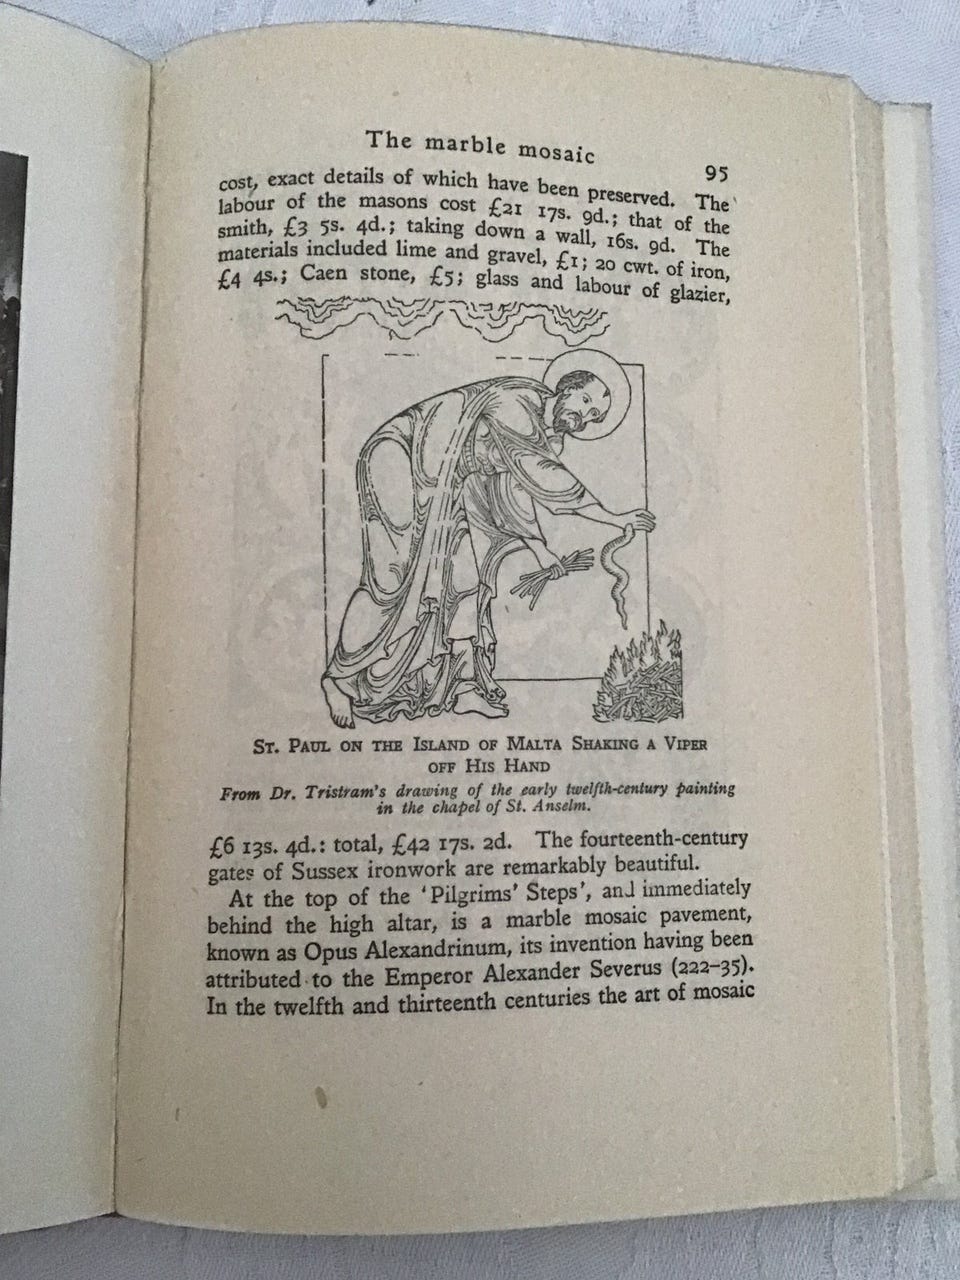 The marble mosaic
95
cost, exact details of which have been preserved. The
labour of the masons cost £21 17s. 9d.; that of the
smith, £3 5s. 4d.; taking down a wall, 16s. 9d. The
materials included lime and gravel, £1; 20 cwt. of iron,
£4 4s.; Caen stone, £5; glass and labour of glazier,
St. Paul on the Island of Malta Shaking a Viper
off His Hand
From Dr. Tristram's drawing of the early twelfth-century painting
in the chapel of St. Anselm.
£6 13s. 4d.: total, £42 17s. 2d. The fourteenth-century
gates of Sussex ironwork are remarkably beautiful.
At the top of the 'Pilgrims' Steps', and immediately
behind the high altar, is a marble mosaic pavement,
known as Opus Alexandrinum, its invention having been
attributed to the Emperor Alexander Severus (222–35).
In the twelfth and thirteenth centuries the art of mosaic